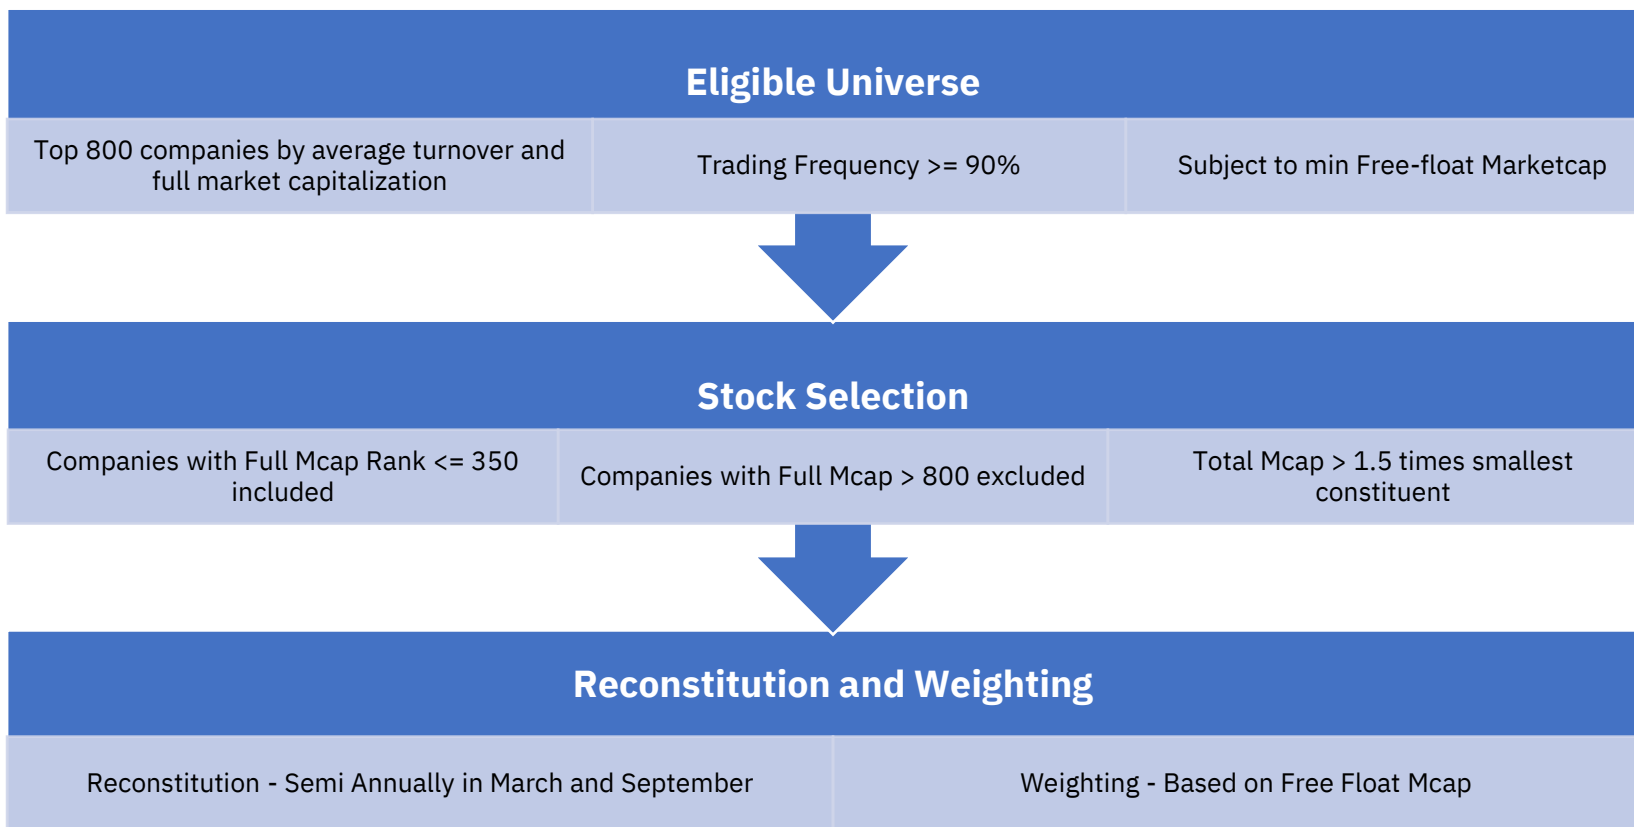 Eligible Universe
Top 800 companies by average turnover and
full market capitalization
Trading Frequency >= 90%
Subject to min Free-float Marketcap
Stock Selection
Companies with Full Mcap Rank <= 350
included
Companies with Full Mcap > 800 excluded
Total Mcap > 1.5 times smallest
constituent
Reconstitution and Weighting
Reconstitution - Semi Annually in March and September
Weighting - Based on Free Float Mcap